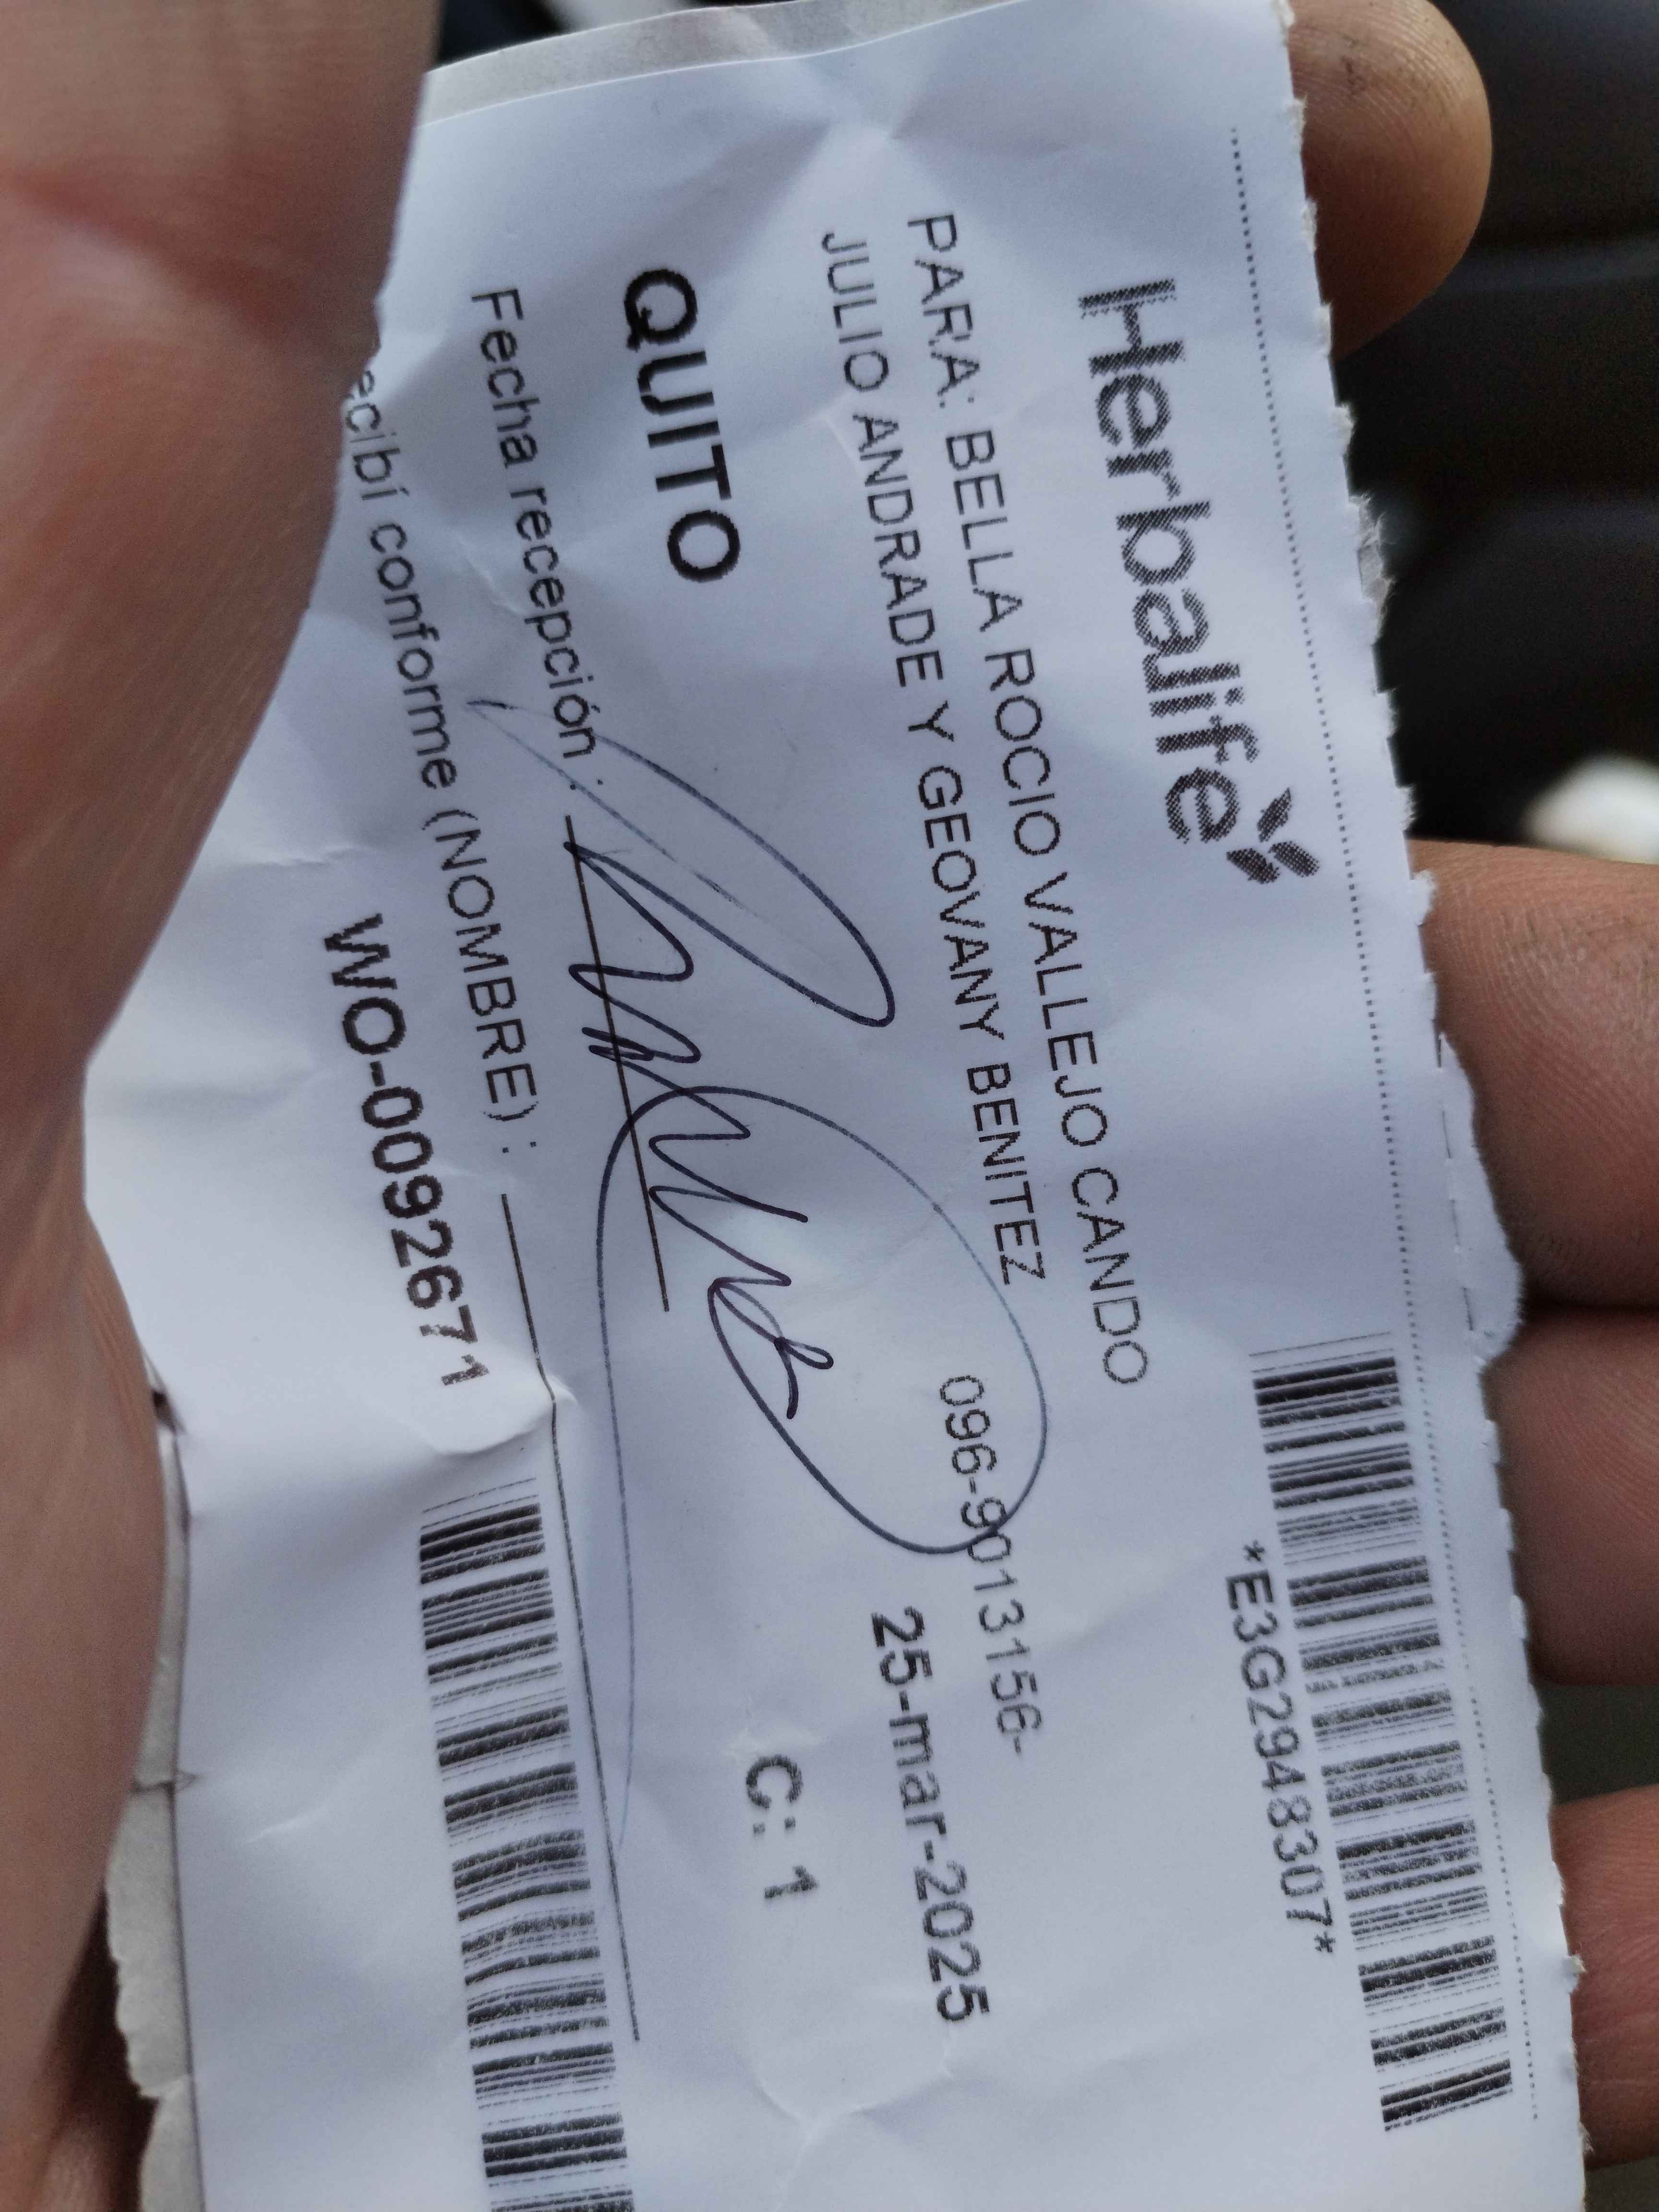 Herbalife
*E3G2948307*
PARA: BELLA ROCIO VALLEJO CANDO
JULIO ANDRADE Y GEOVANY BENITEZ
096-9013156-
25-mar-2025
QUITO
C: 1
Fecha recepción :
ecibí conforme (NOMBRE) :
WO-0092671